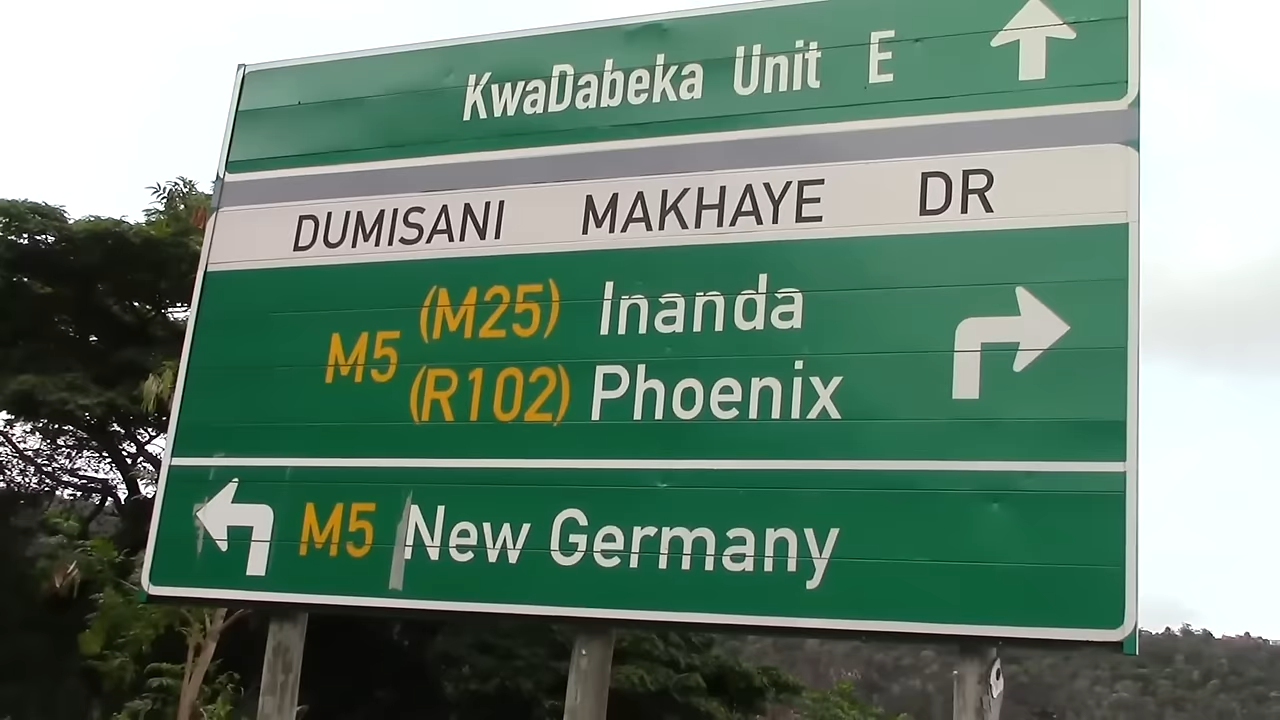 KwaDabeka Unit E
DUMISANI MAKHAYE DR
M5 (M25) Inanda
(R102) Phoenix
M5 New Germany